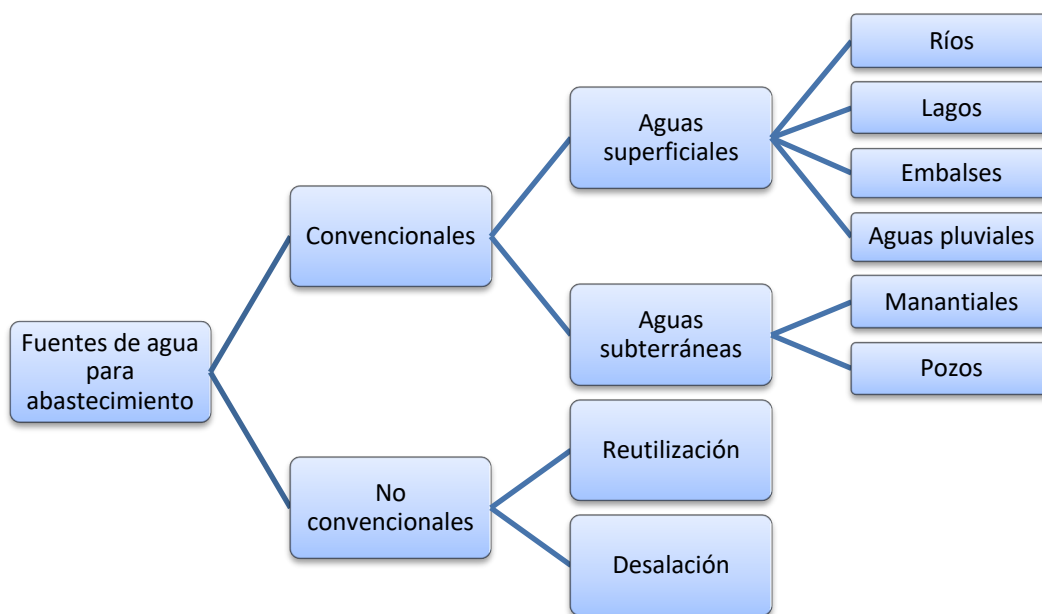 Fuentes de agua
para
abastecimiento
Convencionales
Aguas
superficiales
Ríos
Lagos
Embalses
Aguas pluviales
Aguas
subterráneas
Manantiales
Pozos
No
convencionales
Reutilización
Desalación